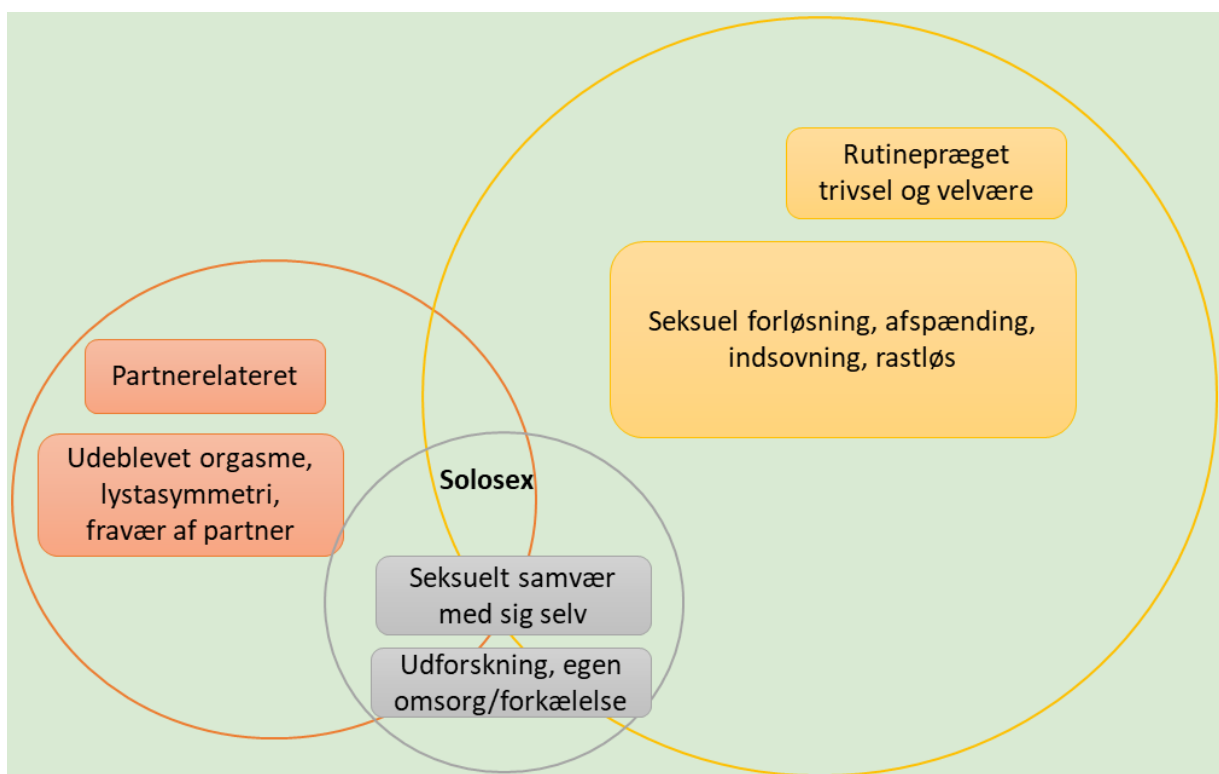 Rutinepræget
trivsel og velvære
Seksuel forløsning, afspænding,
indsovning, rastløs
Partnerelateret
Udeblevet orgasme,
lystasymmetri,
fravær af partner
Solosex
Seksuelt samvær
med sig selv
Udforskning, egen
omsorg/forkælelse